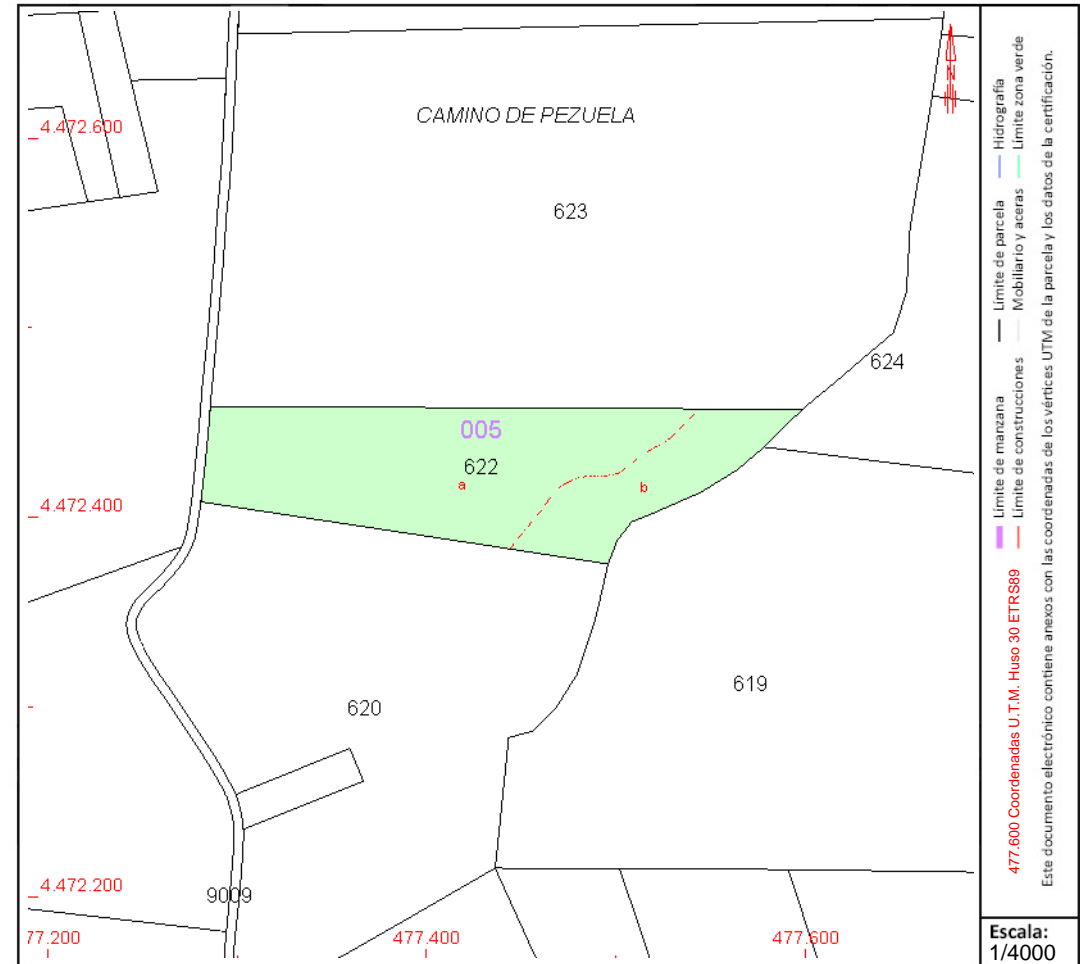 4.472.600
CAMINO DE PEZUELA
N
623
624
005
622
a
b
4.472.400
619
620
4.472.200
9009
77.200
477.400
477.600
Límite de manzana
Límite de parcela
Hidrografía
Límite de construcciones
Mobiliario y aceras
Límite zona verde
477.600 Coordenadas U.T.M. Huso 30 ETRS89
Este documento electrónico contiene anexos con las coordenadas de los vértices UTM de la parcela y los datos de la certificación.
Escala:
1/4000